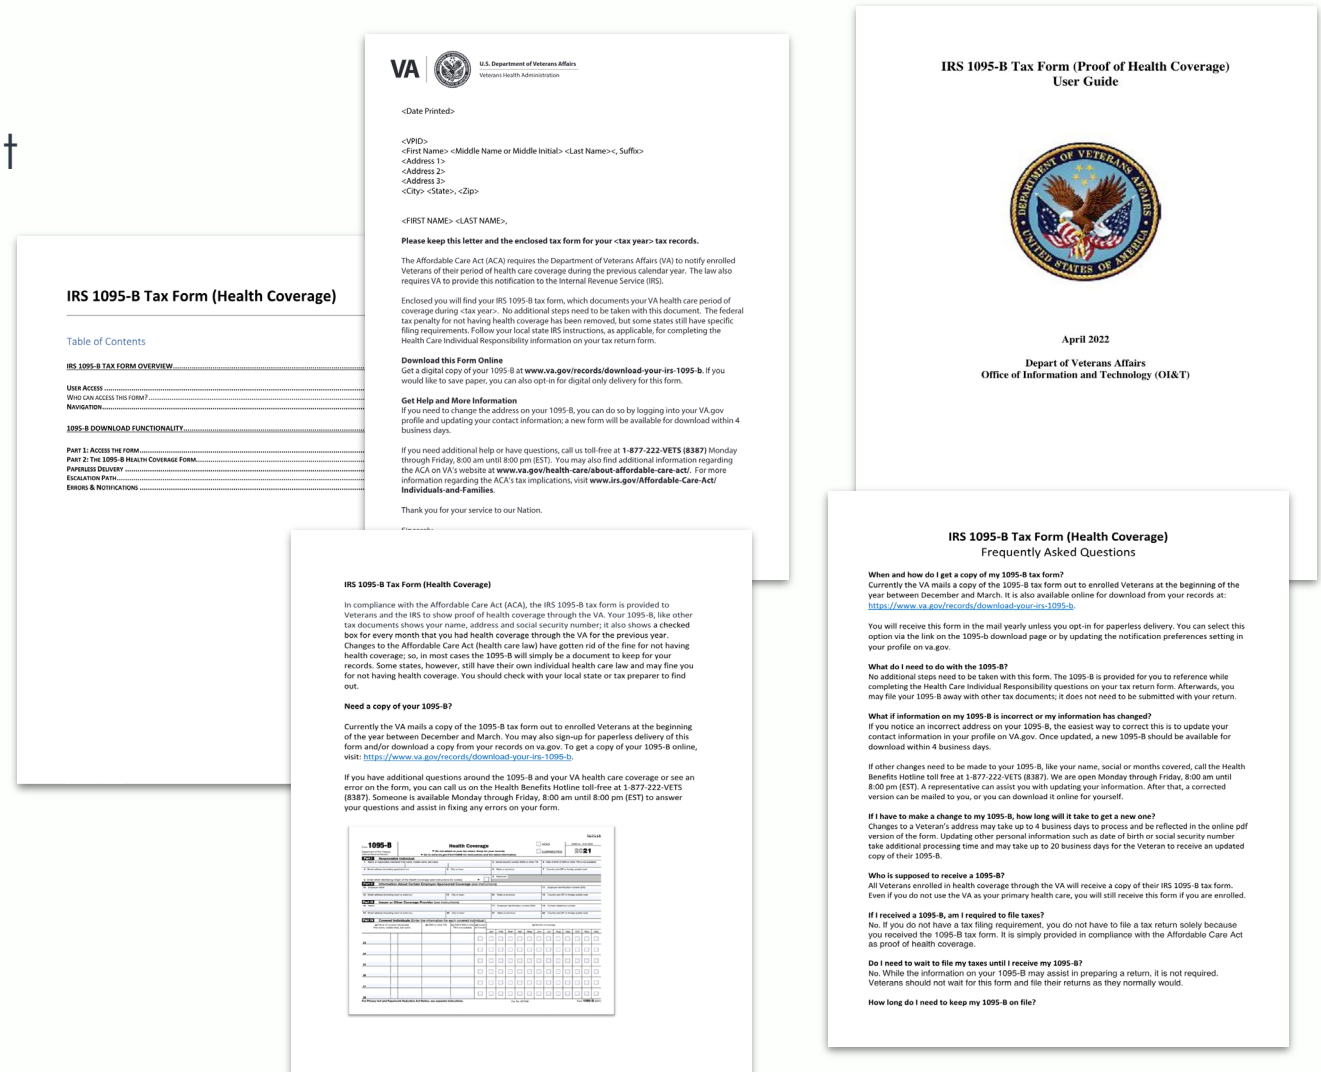 t
IRS 1095-B Tax Form (Health Coverage)
Table of Contents
IRS 1095-B TAX FORM OVERVIEW
USER ACCESS
WHO CAN ACCESS THIS FORM?
NAVIGATION
1095-B DOWNLOAD FUNCTIONALITY
PART 1: ACCESS THE FORM
PART 2: THE 1095-B HEALTH COVERAGE FORM
PAPERLESS DELIVERY
ESCALATION PATH
ERRORS & NOTIFICATIONS
VA
U.S. Department of Veterans Affairs
Veterans Health Administration
<Date Printed>
<VPID>
<First Name> <Middle Name or Middle Initial> <Last Name><, Suffix>
<Address 1>
<Address 2>
<Address 3>
<City> <State>, <Zip>
<FIRST NAME> <LAST NAME>,
Please keep this letter and the enclosed tax form for your <tax year> tax records.
The Affordable Care Act (ACA) requires the Department of Veterans Affairs (VA) to notify enrolled
Veterans of their period of health care coverage during the previous calendar year. The law also
requires VA to provide this notification to the Internal Revenue Service (IRS).
Enclosed you will find your IRS 1095-B tax form, which documents your VA health care period of
coverage during <tax year>. No additional steps need to be taken with this document. The federal
tax penalty for not having health coverage has been removed, but some states still have specific
filing requirements. Follow your local state IRS instructions, as applicable, for completing the
Health Care Individual Responsibility information on your tax return form.
Download this Form Online
Get a digital copy of your 1095-B at www.va.gov/records/download-your-irs-1095-b. If you
would like to save paper, you can also opt-in for digital only delivery for this form.
Get Help and More Information
If you need to change the address on your 1095-B, you can do so by logging into your VA.gov
profile and updating your contact information; a new form will be available for download within 4
business days.
If you need additional help or have questions, call us toll-free at 1-877-222-VETS (8387) Monday
through Friday, 8:00 am until 8:00 pm (EST). You may also find additional information regarding
the ACA on VA's website at www.va.gov/health-care/about-affordable-care-act/. For more
information regarding the ACA's tax implications, visit www.irs.gov/Affordable-Care-Act/
Individuals-and-Families.
Thank you for your service to our Nation.
IRS 1095-B Tax Form (Health Coverage)
In compliance with the Affordable Care Act (ACA), the IRS 1095-B tax form is provided to
Veterans and the IRS to show proof of health coverage through the VA. Your 1095-B, like other
tax documents shows your name, address and social security number; it also shows a checked
box for every month that you had health coverage through the VA for the previous year.
Changes to the Affordable Care Act (health care law) have gotten rid of the fine for not having
health coverage; so, in most cases the 1095-B will simply be a document to keep for your
records. Some states, however, still have their own individual health care law and may fine you
for not having health coverage. You should check with your local state or tax preparer to find
out.
Need a copy of your 1095-B?
Currently the VA mails a copy of the 1095-B tax form out to enrolled Veterans at the beginning
of the year between December and March. You may also sign-up for paperless delivery of this
form and/or download a copy from your records on va.gov. To get a copy of your 1095-B online,
visit: https://www.va.gov/records/download-your-irs-1095-b.
If you have additional questions around the 1095-B and your VA health care coverage or see an
error on the form, you can call us on the Health Benefits Hotline toll-free at 1-877-222-VETS
(8387). Someone is available Monday through Friday, 8:00 am until 8:00 pm (EST) to answer
your questions and assist in fixing any errors on your form.
1095-B
Health Coverage
2021
IRS 1095-B Tax Form (Proof of Health Coverage)
User Guide
DEPARTMENT OF VETERANS AFFAIRS
UNITED STATES OF AMERICA
April 2022
Depart of Veterans Affairs
Office of Information and Technology (OI&T)
IRS 1095-B Tax Form (Health Coverage)
Frequently Asked Questions
When and how do I get a copy of my 1095-B tax form?
Currently the VA mails a copy of the 1095-B tax form out to enrolled Veterans at the beginning of the
year between December and March. It is also available online for download from your records at:
https://www.va.gov/records/download-your-irs-1095-b.
You will receive this form in the mail yearly unless you opt-in for paperless delivery. You can select this
option via the link on the 1095-b download page or by updating the notification preferences setting in
your profile on va.gov.
What do I need to do with the 1095-B?
No additional steps need to be taken with this form. The 1095-B is provided for you to reference while
completing the Health Care Individual Responsibility questions on your tax return form. Afterwards, you
may file your 1095-B away with other tax documents; it does not need to be submitted with your return.
What if information on my 1095-B is incorrect or my information has changed?
If you notice an incorrect address on your 1095-B, the easiest way to correct this is to update your
contact information in your profile on VA.gov. Once updated, a new 1095-B should be available for
download within 4 business days.
If other changes need to be made to your 1095-B, like your name, social or months covered, call the Health
Benefits Hotline toll free at 1-877-222-VETS (8387). We are open Monday through Friday, 8:00 am until
8:00 pm (EST). A representative can assist you with updating your information. After that, a corrected
version can be mailed to you, or you can download it online for yourself.
If I have to make a change to my 1095-B, how long will it take to get a new one?
Changes to a Veteran's address may take up to 4 business days to process and be reflected in the online pdf
version of the form. Updating other personal information such as date of birth or social security number
take additional processing time and may take up to 20 business days for the Veteran to receive an updated
copy of their 1095-B.
Who is supposed to receive a 1095-B?
All Veterans enrolled in health coverage through the VA will receive a copy of their IRS 1095-B tax form.
Even if you do not use the VA as your primary health care, you will still receive this form if you are enrolled.
If I received a 1095-B, am I required to file taxes?
No. If you do not have a tax filing requirement, you do not have to file a tax return solely because
you received the 1095-B tax form. It is simply provided in compliance with the Affordable Care Act
as proof of health coverage.
Do I need to wait to file my taxes until I receive my 1095-B?
No. While the information on your 1095-B may assist in preparing a return, it is not required.
Veterans should not wait for this form and file their returns as they normally would.
How long do I need to keep my 1095-B on file?